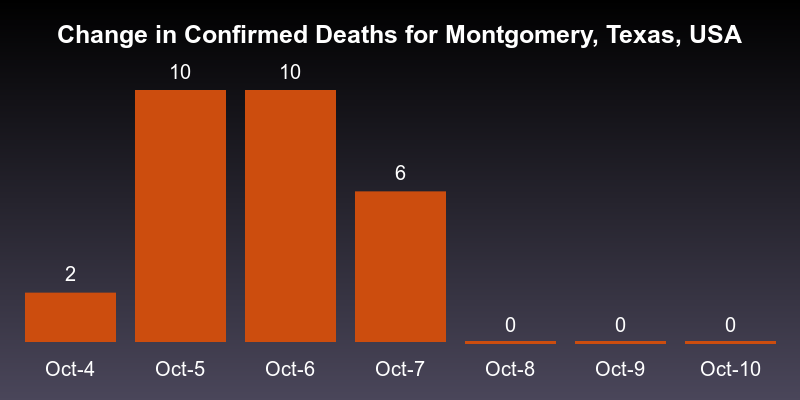 Change in Confirmed Deaths for Montgomery, Texas, USA
10 10
6
2
0 0 0
Oct-4 Oct-5 Oct-6 Oct-7 Oct-8 Oct-9 Oct-10